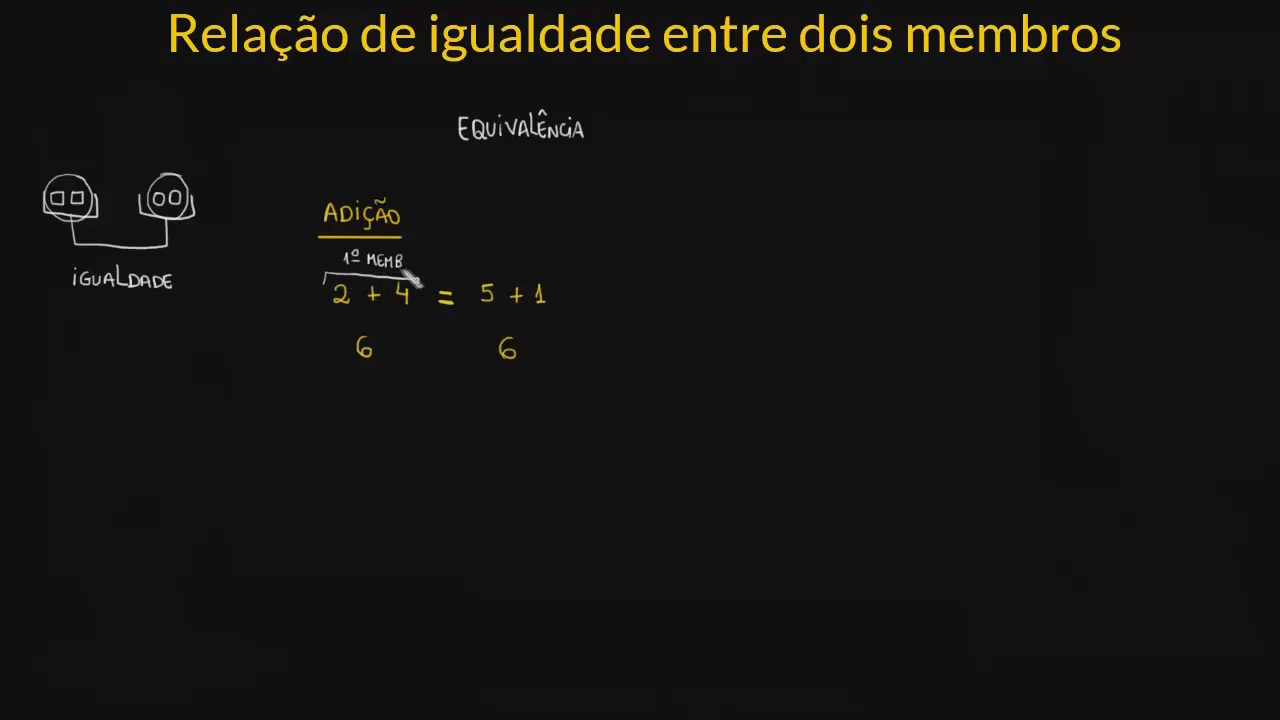 Relação de igualdade entre dois membros
EQUIVALÊNCIA
iGUALDADE
ADIÇÃO
1º MEMB
2 + 4 = 5 + 1
6 6